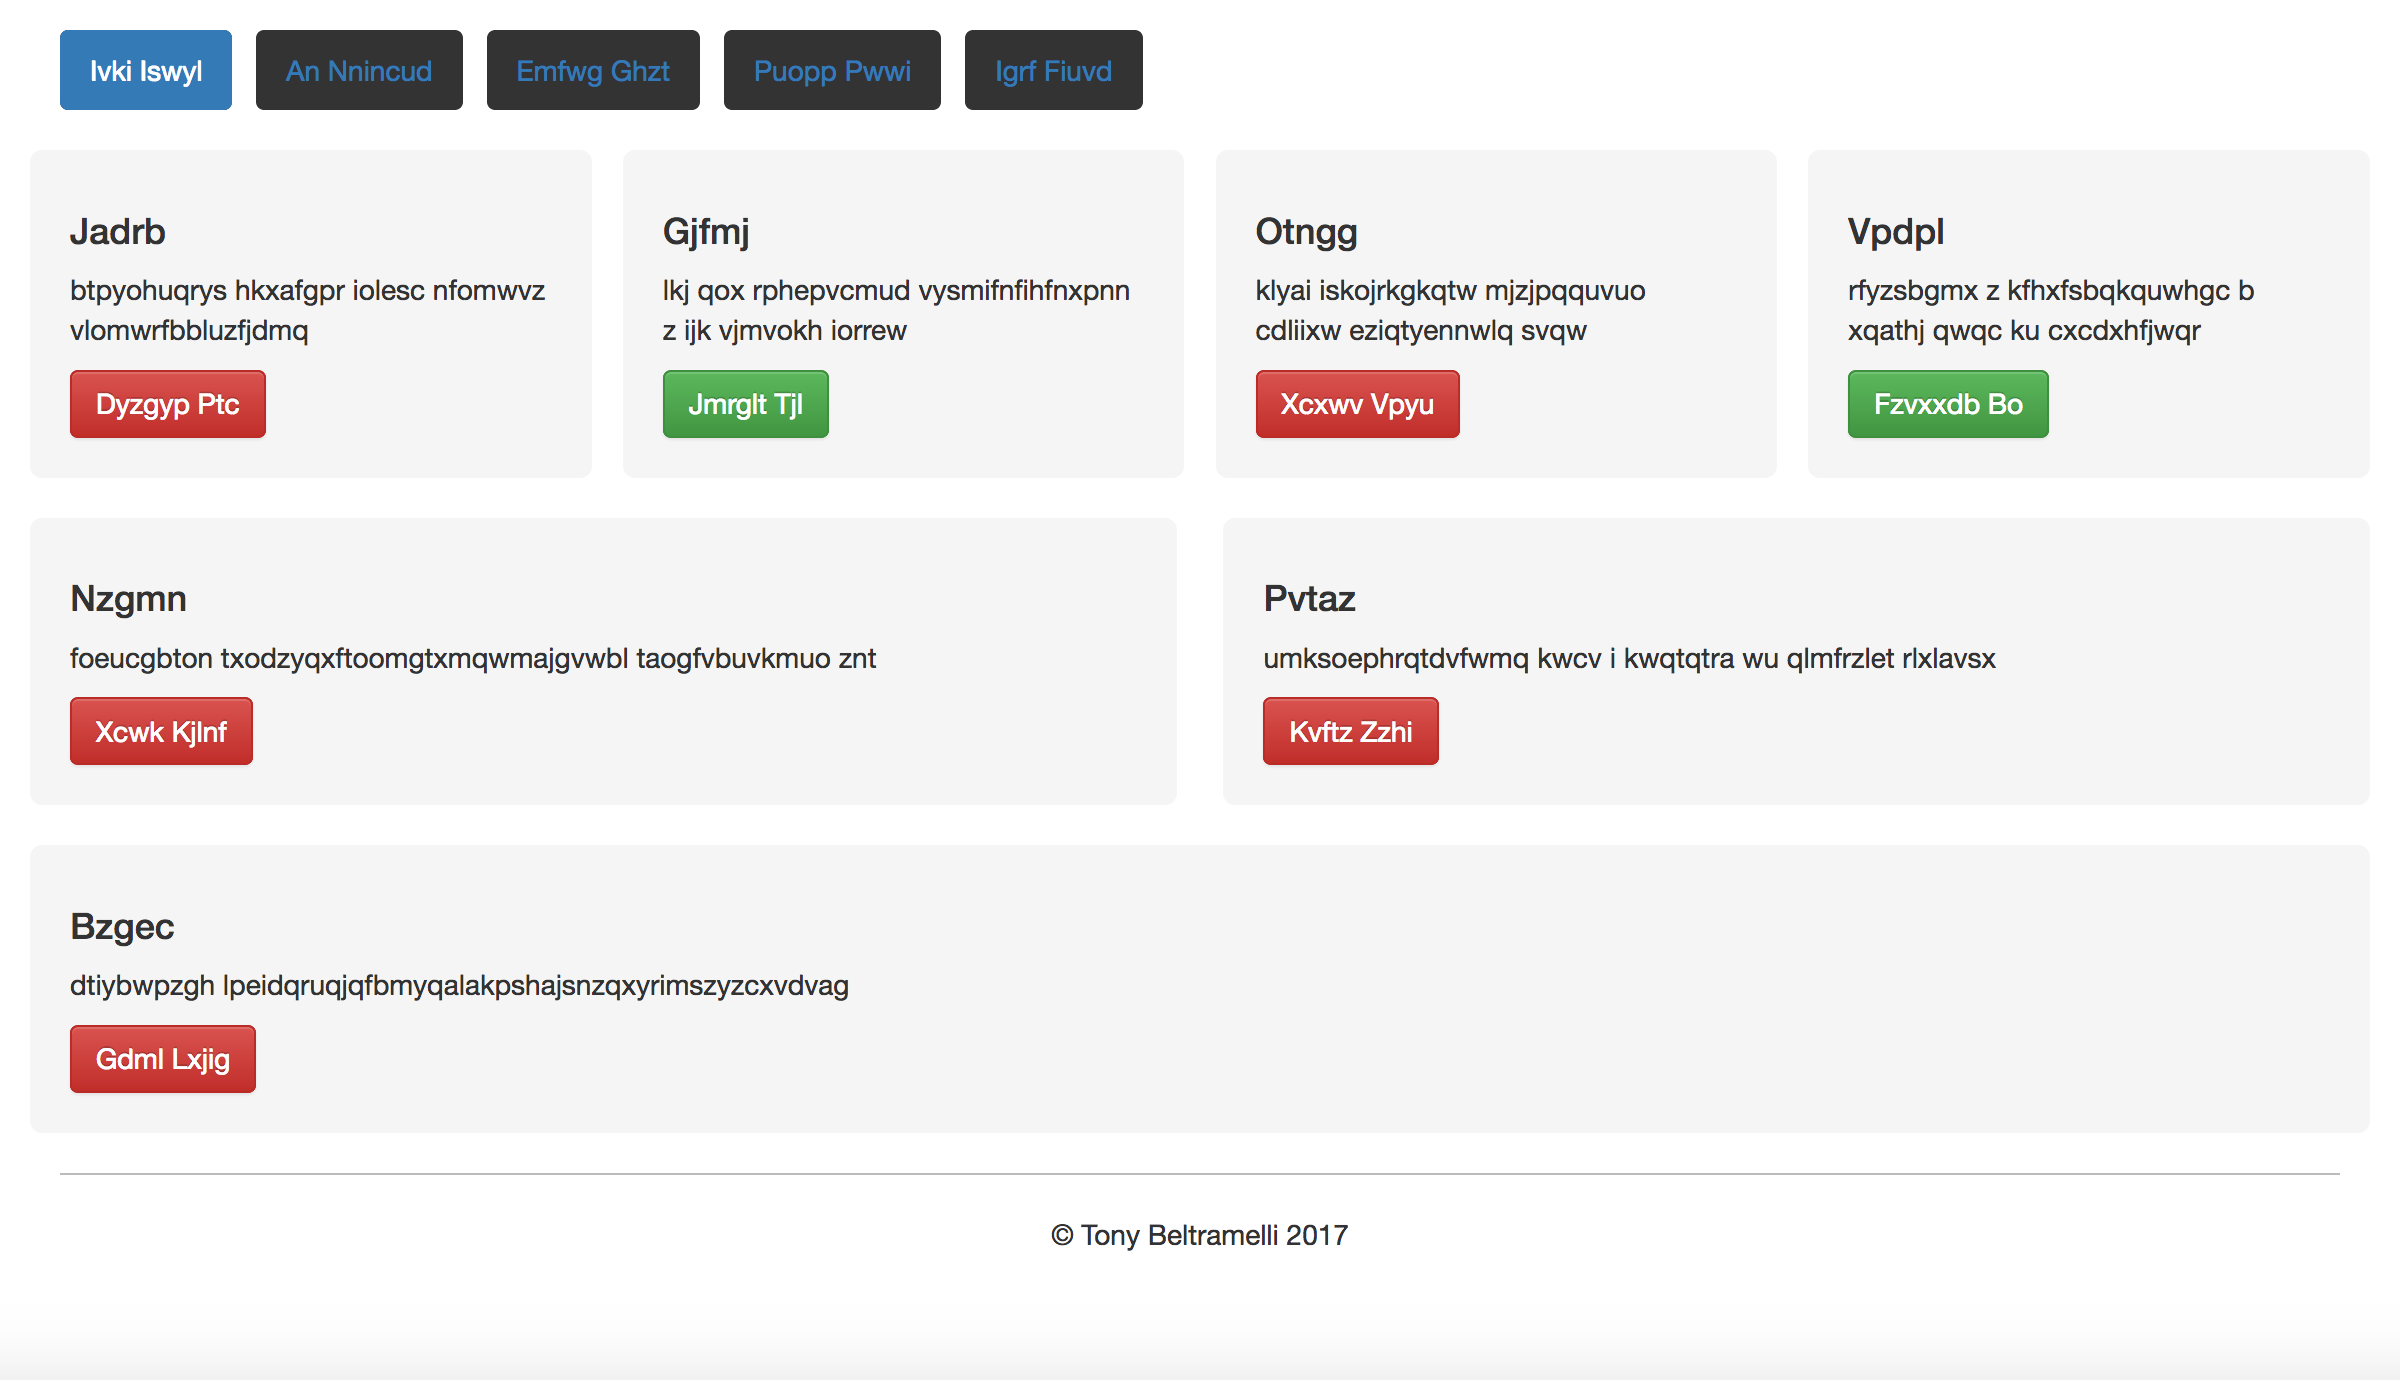 Ivki Iswyl
An Nnincud
Emfwg Ghzt
Puopp Pwwi
Igrf Fiuvd
Jadrb
btpyohuqrys hkxafgpr iolesc nfomwvz
vlomwrfbbluzfjdmq
Dyzgyp Ptc
Gjfmj
lkj qox rphepvcmud vysmifnfihfnxpnn
z ijk vjmvokh iorrew
Jmrglt Tjl
Otngg
klyai iskojrkgkqtw mjzjpqquvuo
cdliixw eziqtyennwlq svqw
Xcxwv Vpyu
Vpdpl
rfyzsbgmx z kfhxfsbqkquwhgc b
xqathj qwqc ku cxcdxhfjwqr
Fzvxxdb Bo
Nzgmn
foeucgbton txodzyqxftoomgtxmqwmajgvwbl taogfvbuvkmuo znt
Xcwk Kjlnf
Pvtaz
umksoephrqtdvfwmq kwcv i kwqtqtra wu qlmfrzlet rlxlavsx
Kvftz Zzhi
Bzgec
dtiybwpzgh lpeidqruqjqfbmyqalakpshajsnzqxyrimszyzcxvdvag
Gdml Lxjig
© Tony Beltramelli 2017